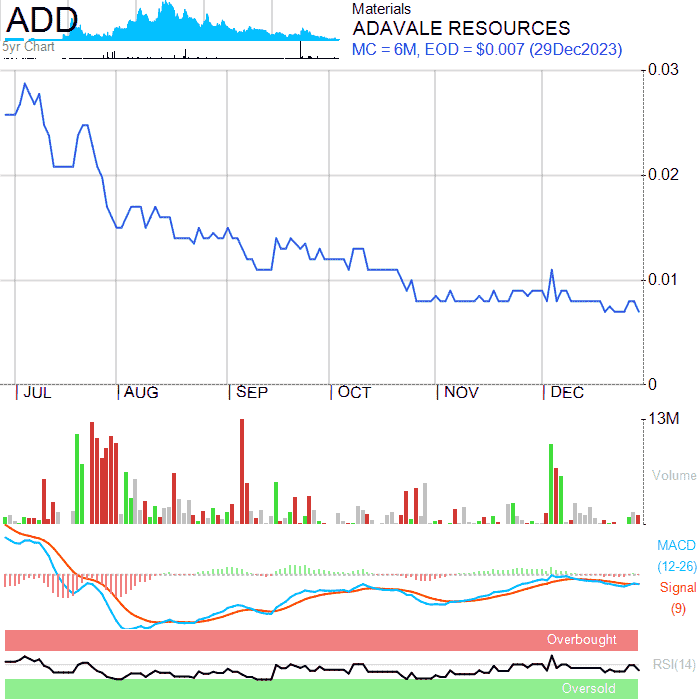 ADD
5yr Chart
Materials
ADAVALE RESOURCES
MC = 6M, EOD = $0.007 (29Dec2023)
0.03
0.02
0.01
0
JUL AUG SEP OCT NOV DEC
13M
Volume
MACD
(12-26)
Signal
(9)
Overbought
RSI(14)
Oversold